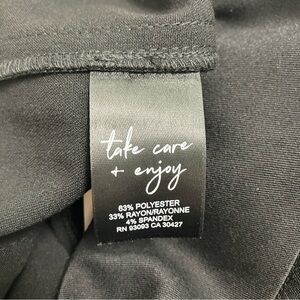 take care
+ enjoy
63% POLYESTER
33% RAYON/RAYONNE
4% SPANDEX
RN 93093 CA 30427